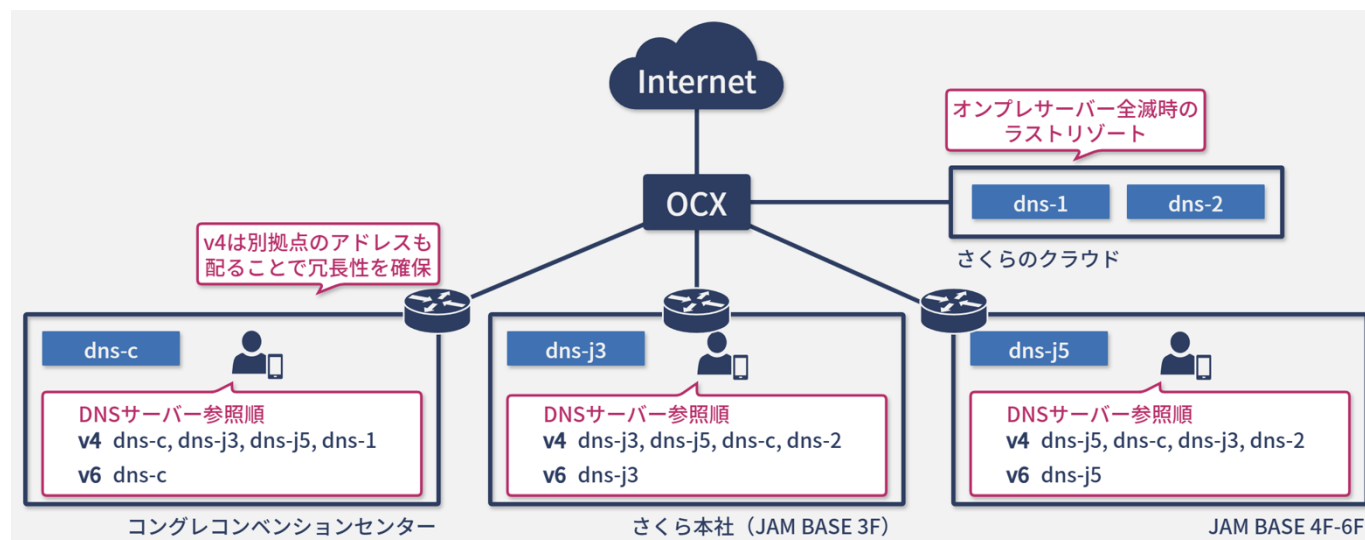 Internet
オンプレサーバー全滅時の
ラストリゾート
OCX
dns-1
dns-2
さくらのクラウド
v4は別拠点のアドレスも
配ることで冗長性を確保
dns-c
DNSサーバー参照順
v4 dns-c, dns-j3, dns-j5, dns-1
v6 dns-c
コングレコンベンションセンター
dns-j3
DNSサーバー参照順
v4 dns-j3, dns-j5, dns-c, dns-2
v6 dns-j3
さくら本社（JAM BASE 3F）
dns-j5
DNSサーバー参照順
v4 dns-j5, dns-c, dns-j3, dns-2
v6 dns-j5
JAM BASE 4F-6F